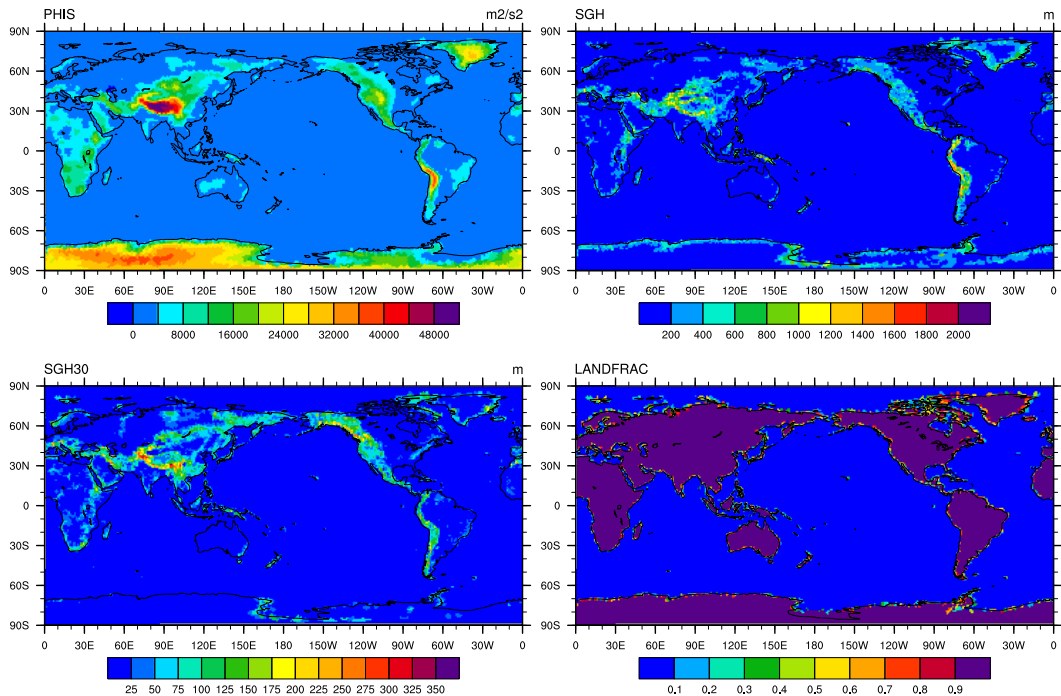 PHIS m2/s2
90N
60N
30N
0
30S
60S
90S
0 30E 60E 90E 120E 150E 180 150W 120W 90W 60W 30W 0
0 8000 16000 24000 32000 40000 48000
SGH m
90N
60N
30N
0
30S
60S
90S
0 30E 60E 90E 120E 150E 180 150W 120W 90W 60W 30W 0
200 400 600 800 1000 1200 1400 1600 1800 2000
SGH30 m
90N
60N
30N
0
30S
60S
90S
0 30E 60E 90E 120E 150E 180 150W 120W 90W 60W 30W 0
25 50 75 100 125 150 175 200 225 250 275 300 325 350
LANDFRAC
90N
60N
30N
0
30S
60S
90S
0 30E 60E 90E 120E 150E 180 150W 120W 90W 60W 30W 0
0.1 0.2 0.3 0.4 0.5 0.6 0.7 0.8 0.9